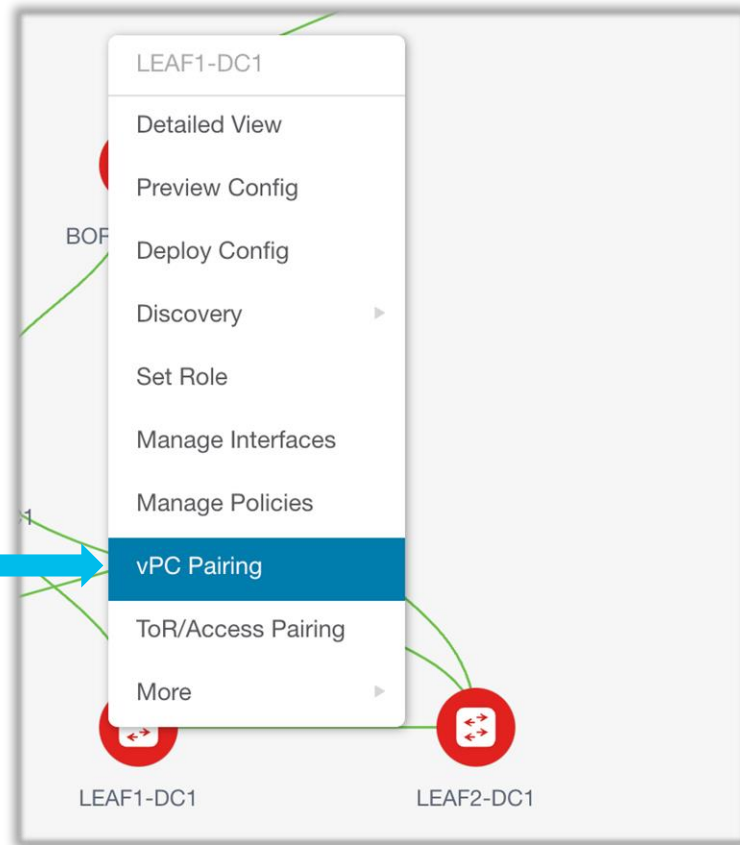 LEAF1-DC1
Detailed View
Preview Config
BOR
Deploy Config
Discovery
Set Role
Manage Interfaces
Manage Policies
vPC Pairing
ToR/Access Pairing
More
LEAF1-DC1
LEAF2-DC1